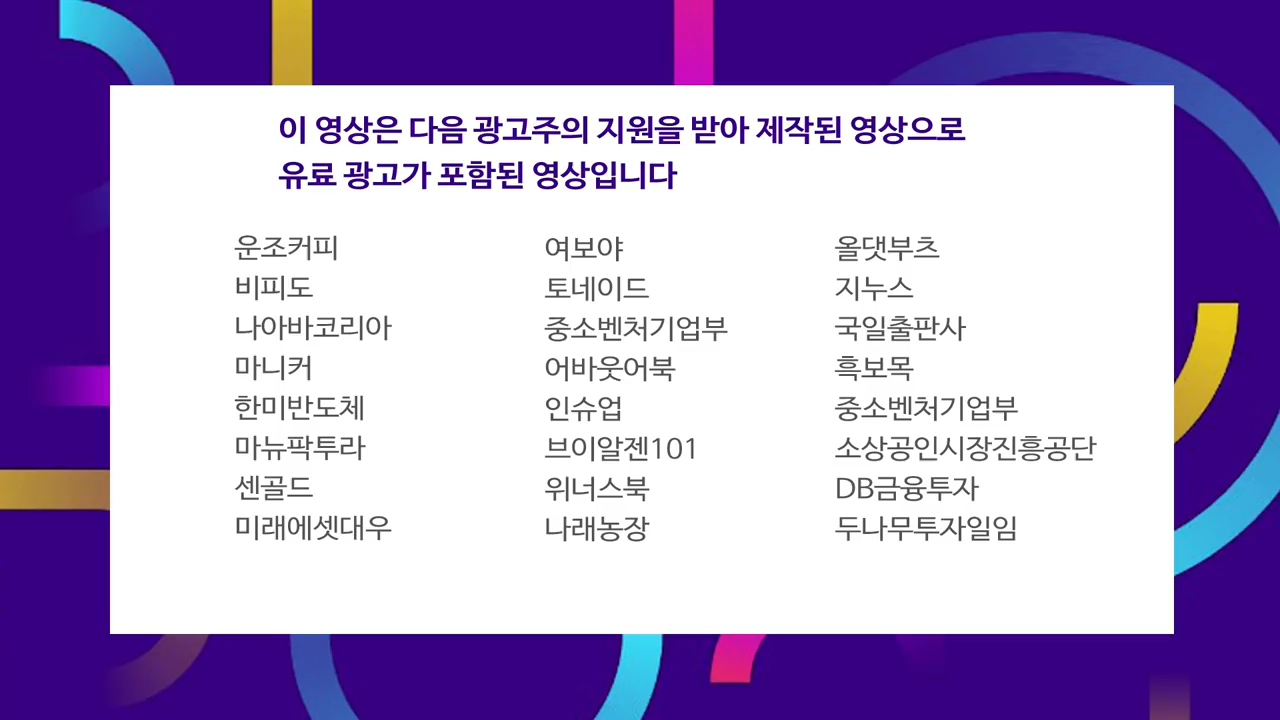 이 영상은 다음 광고주의 지원을 받아 제작된 영상으로
유료 광고가 포함된 영상입니다
운조커피
비피도
나아바코리아
마니커
한미반도체
마뉴팍투라
센골드
미래에셋대우
여보야
토네이드
중소벤처기업부
어바웃어북
인슈업
브이알젠101
위너스북
나래농장
올댓부츠
지누스
국일출판사
흑보목
중소벤처기업부
소상공인시장진흥공단
DB금융투자
두나무투자일임